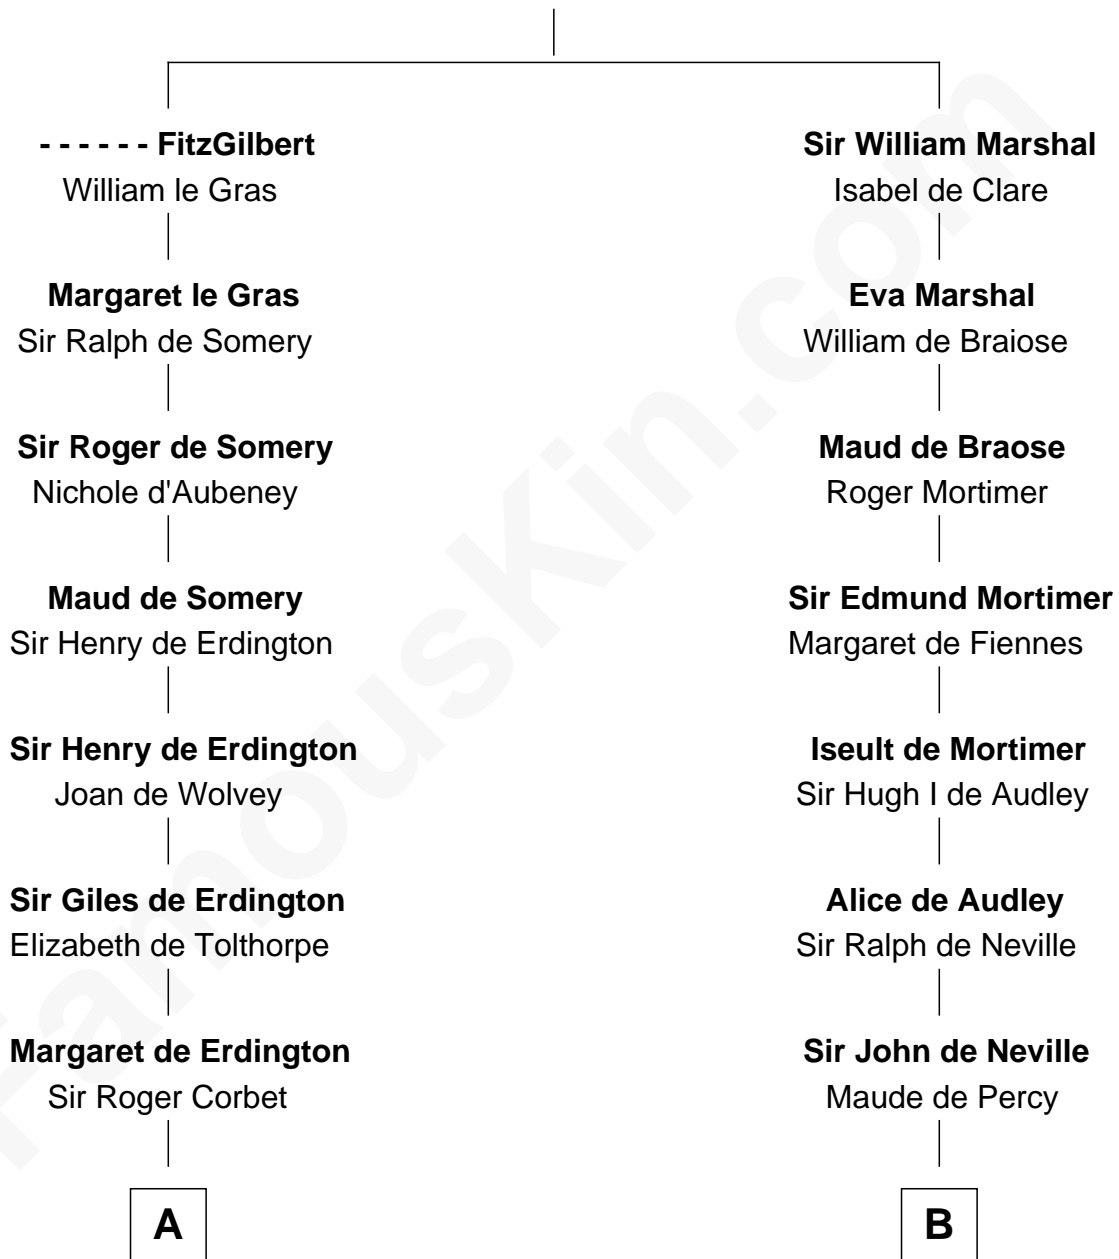 - - - - - - FitzGilbert
William le Gras
Margaret le Gras
Sir Ralph de Somery
Sir Roger de Somery
Nichole d'Aubeney
Maud de Somery
Sir Henry de Erdington
Sir Henry de Erdington
Joan de Wolvey
Sir Giles de Erdington
Elizabeth de Tolthorpe
Margaret de Erdington
Sir Roger Corbet
A
Sir William Marshal
Isabel de Clare
Eva Marshal
William de Braiose
Maud de Braose
Roger Mortimer
Sir Edmund Mortimer
Margaret de Fiennes
Iseult de Mortimer
Sir Hugh I de Audley
Alice de Audley
Sir Ralph de Neville
Sir John de Neville
Maude de Percy
B
FamousKin.com